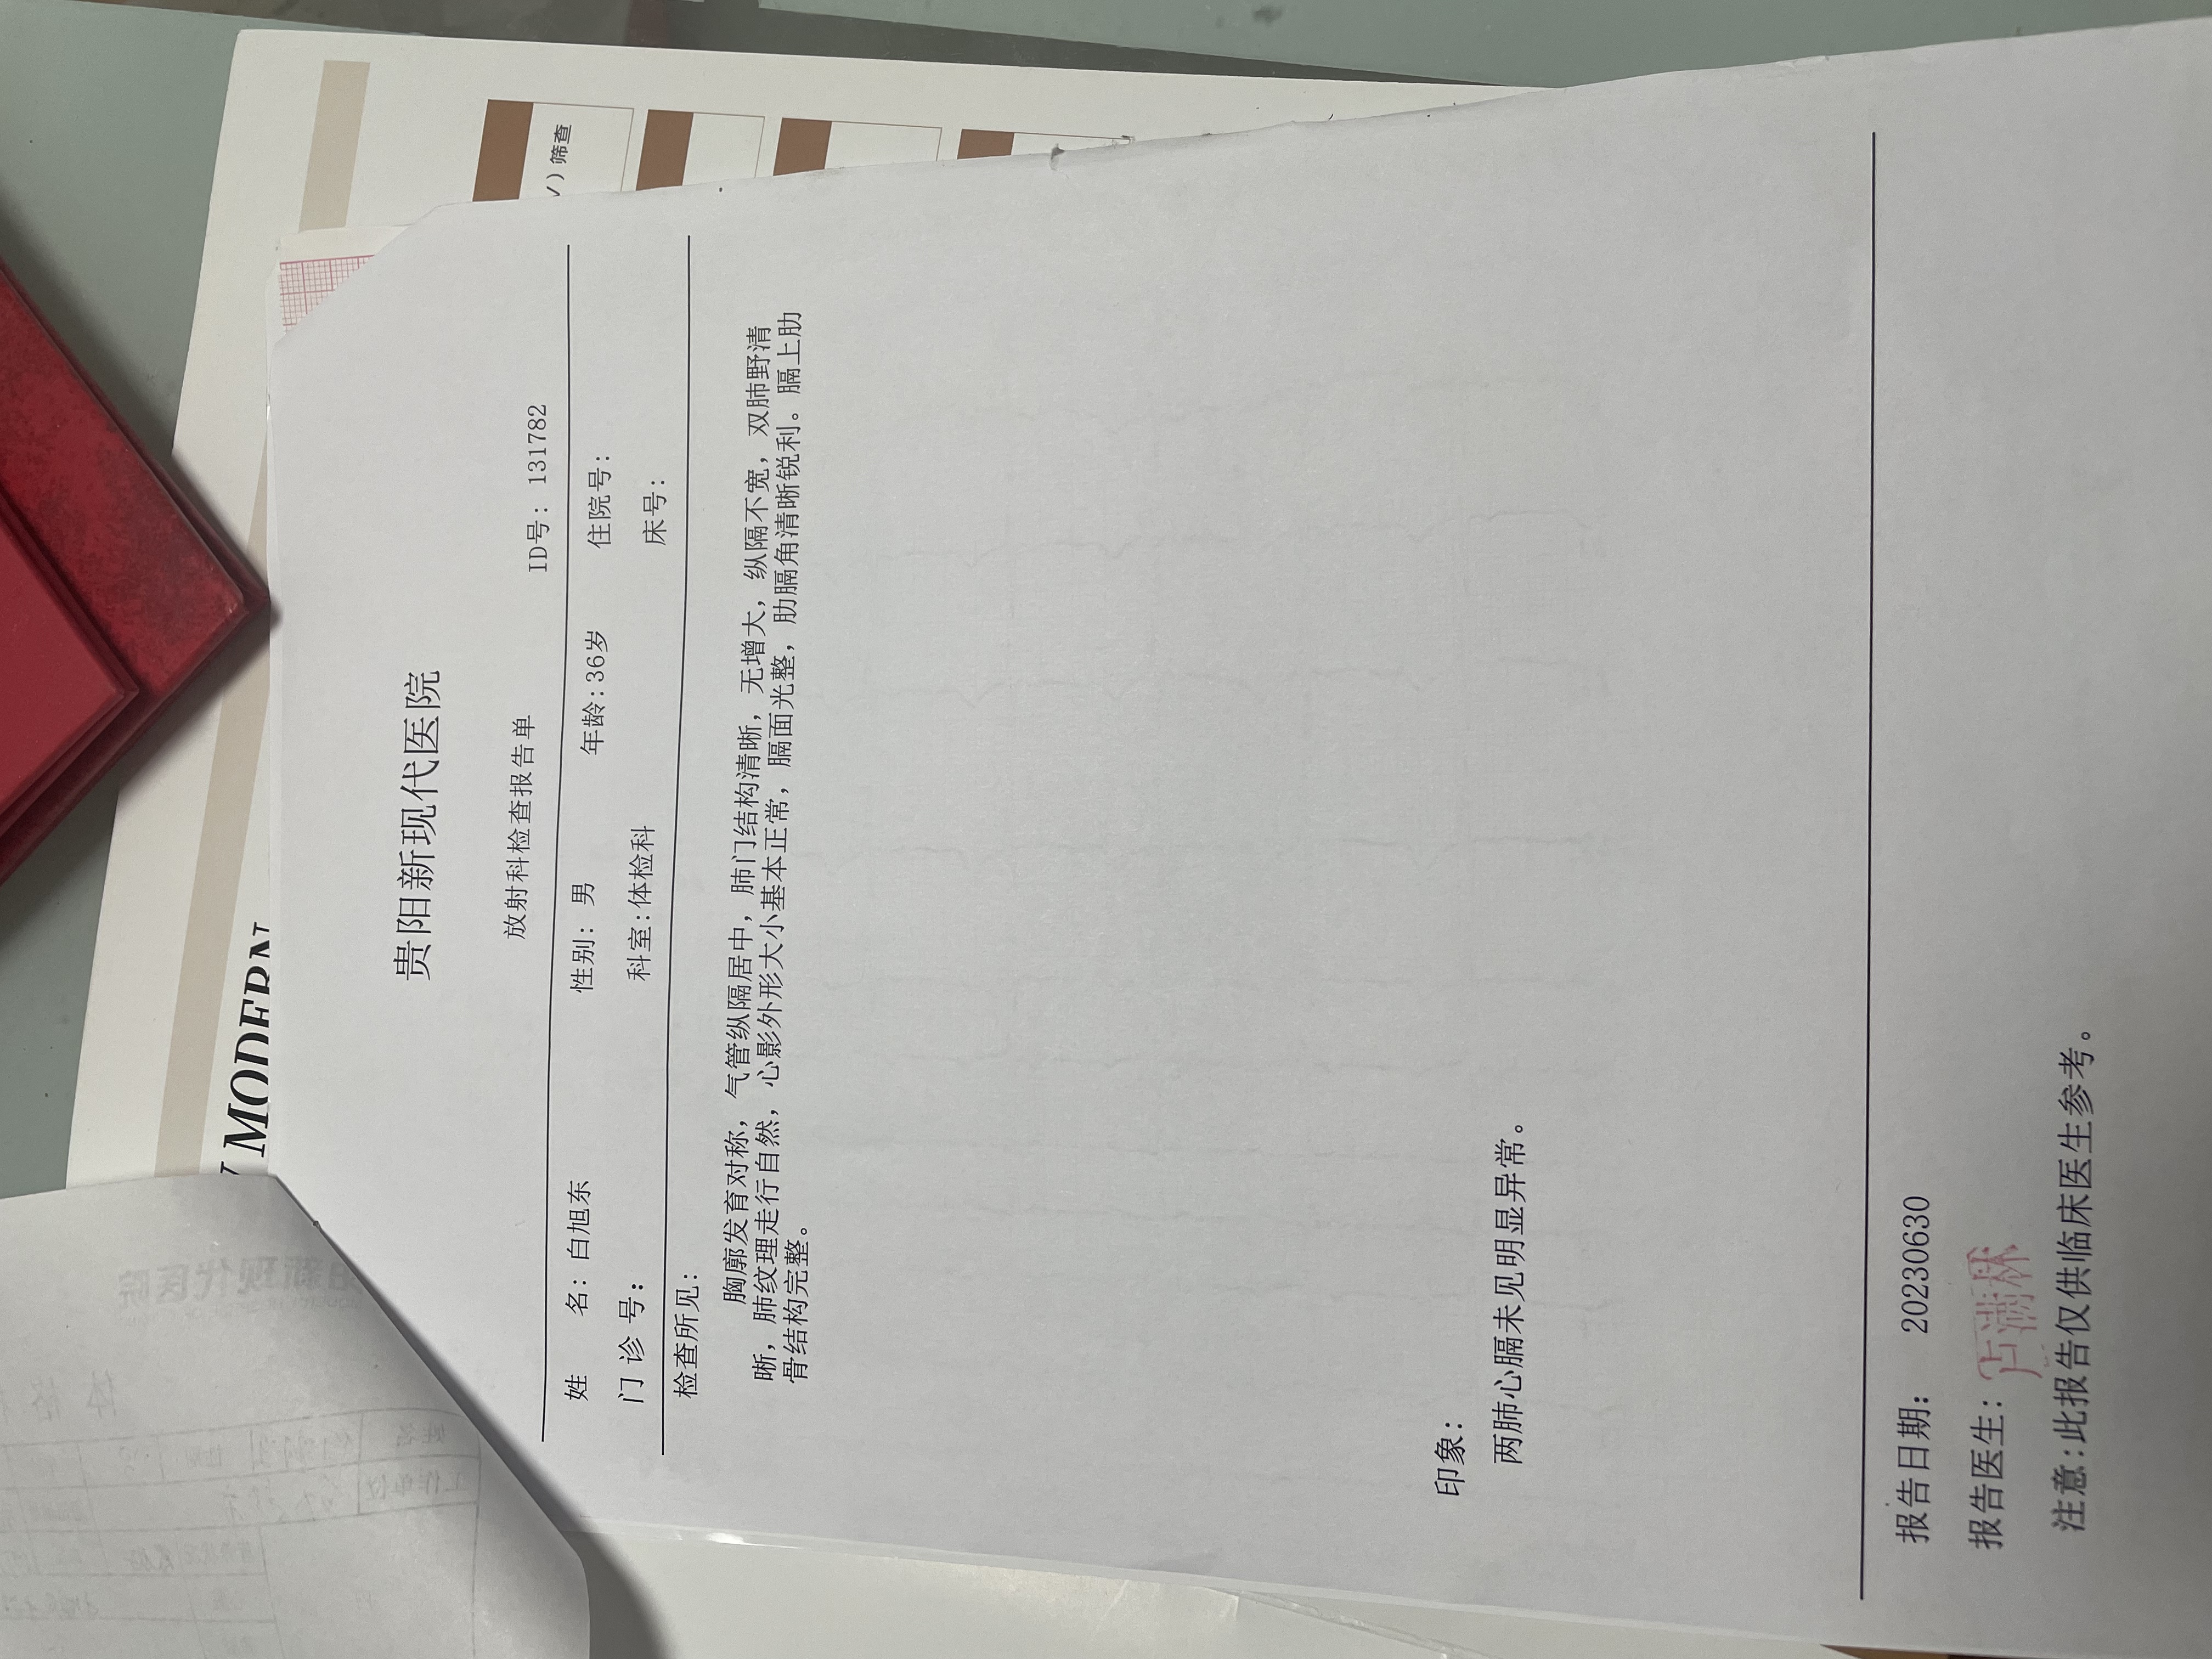 贵阳新现代医院
放射科检查报告单
ID号：131782
姓 名：白旭东 性别：男 年龄:36岁 住院号：
门 诊 号： 科室:体检科 床号：
检查所见：
胸廓发育对称，气管纵隔居中，肺门结构清晰，无增大，纵隔不宽，双肺野清
晰，肺纹理走行自然，心影外形大小基本正常，膈面光整，肋膈角清晰锐利。膈上肋
骨结构完整。
印象：
两肺心膈未见明显异常。
报告日期： 20230630
报告医生：卢满林
注意:此报告仅供临床医生参考。
MODERN
）筛查